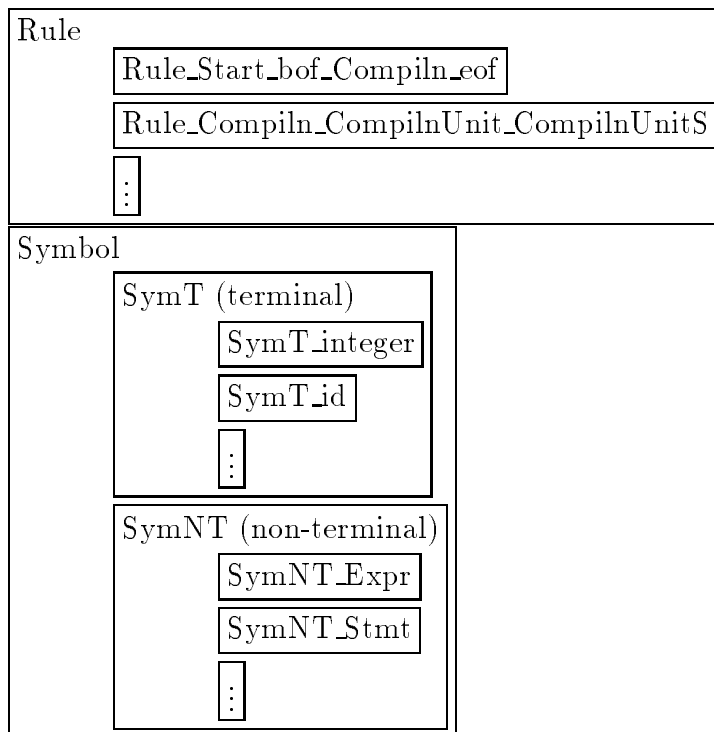 Rule
Rule_Start_bof_Compiln_eof
Rule_Compiln_CompilnUnit_CompilnUnitS
⋮
Symbol
SymT (terminal)
SymT_integer
SymT_id
⋮
SymNT (non-terminal)
SymNT_Expr
SymNT_Stmt
⋮